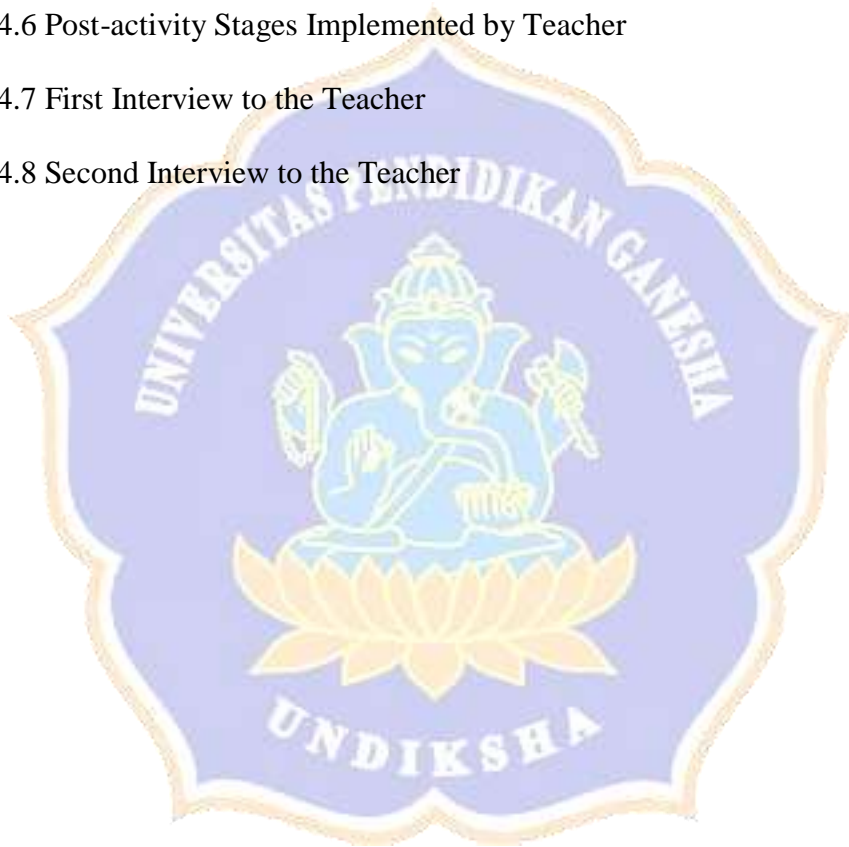 4.6 Post-activity Stages Implemented by Teacher
4.7 First Interview to the Teacher
4.8 Second Interview to the Teacher
UNIVERSITAS PENDIDIKAN GANESHA
UNDIKSHA